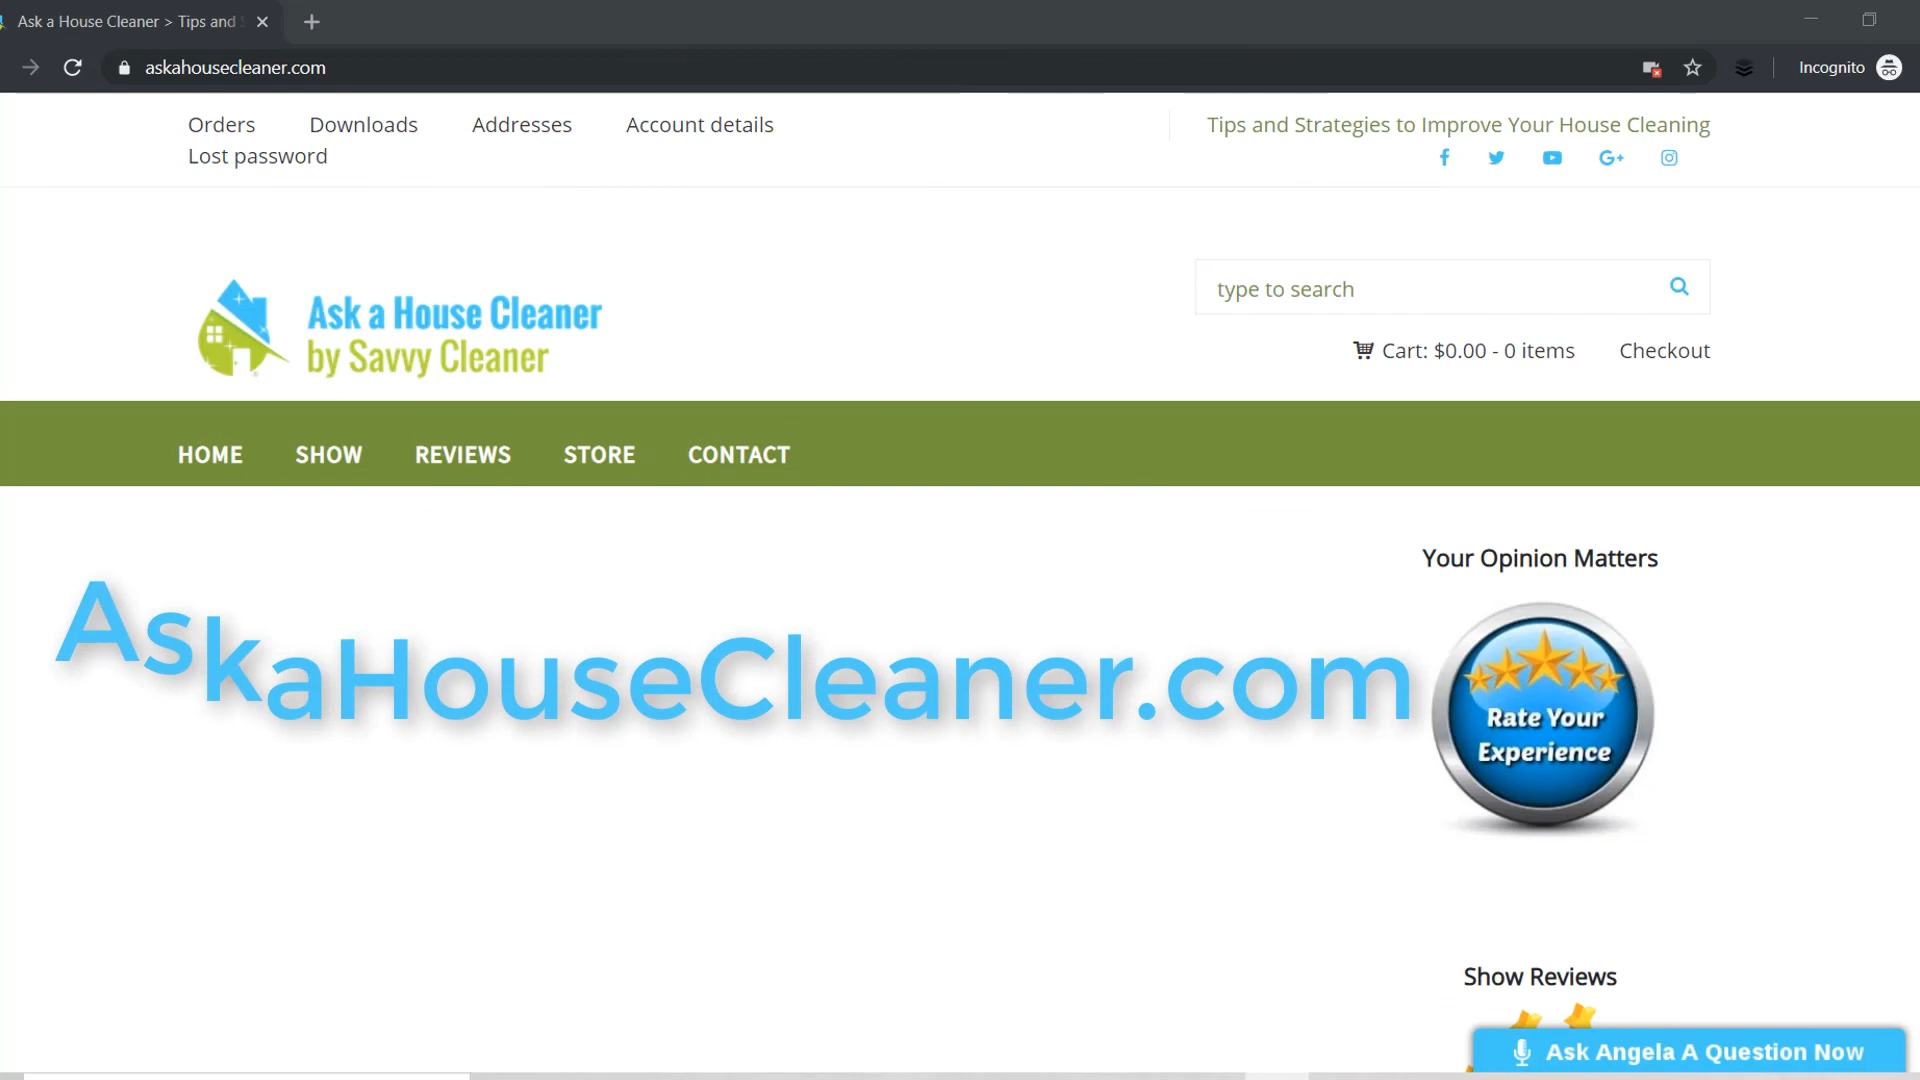 Ask a House Cleaner > Tips and
askahousecleaner.com
Incognito
Orders Downloads Addresses Account details
Lost password
Tips and Strategies to Improve Your House Cleaning
Ask a House Cleaner
by Savvy Cleaner
type to search
Cart: $0.00 - 0 items Checkout
HOME SHOW REVIEWS STORE CONTACT
Your Opinion Matters
AskaHouseCleaner.com
Rate Your
Experience
Show Reviews
Ask Angela A Question Now